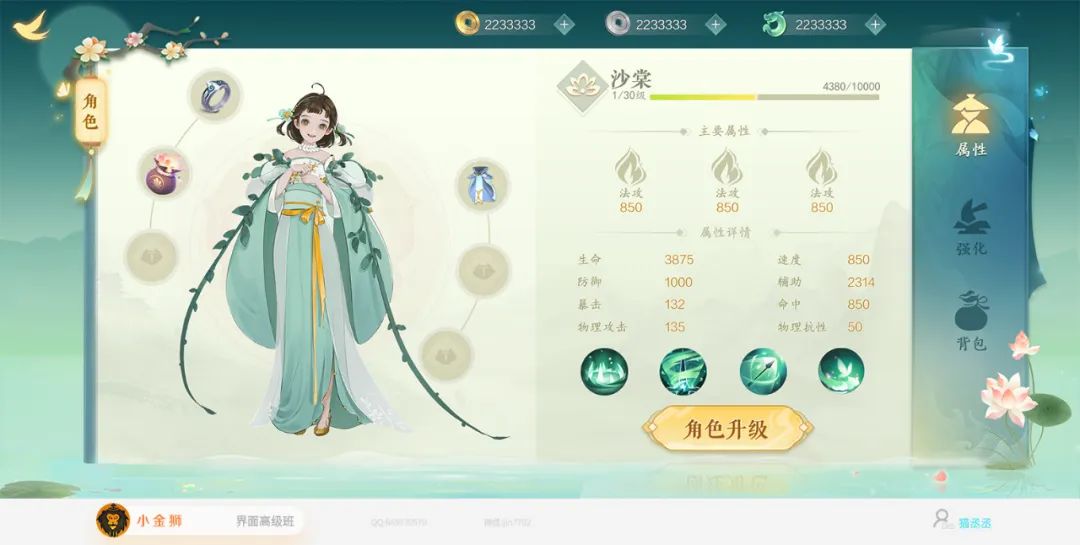 2233333
2233333
2233333
角色
沙棠
1/30级
4380/10000
主要属性
法攻
法攻
法攻
850
850
850
属性详情
生命 3875 速度 850
防御 1000 辅助 2314
暴击 132 命中 850
物理攻击 135 物理抗性 50
角色升级
属性
强化
背包
小金狮
界面高级班
猫丞丞